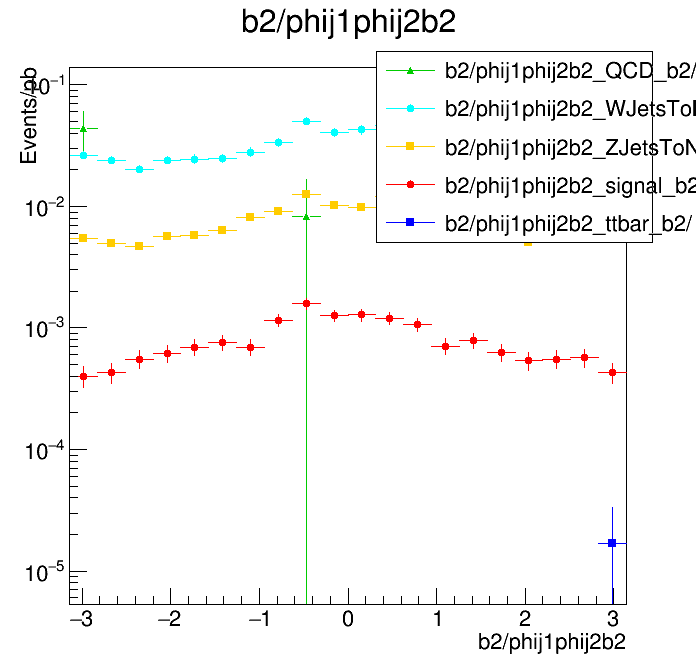 b2/phij1phij2b2
Events/pb
b2/phij1phij2b2_QCD_b2/
b2/phij1phij2b2_WJetsToL
b2/phij1phij2b2_ZJetsToN
b2/phij1phij2b2_signal_b2
b2/phij1phij2b2_ttbar_b2/
10−1
10−2
10−3
10−4
10−5
−3 −2 −1 0 1 2 3
b2/phij1phij2b2